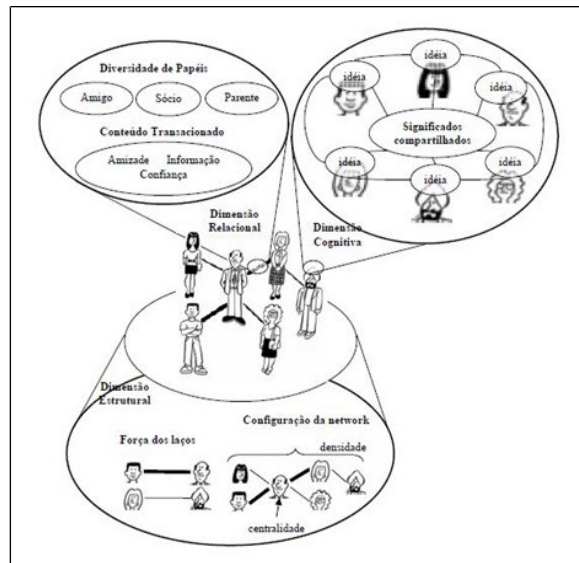 Diversidade de Papéis
Amigo Sócio Parente
Conteúdo Transacionado
Amizade Informação
Confiança
idéia
idéia
idéia
Significados
compartilhados
idéia
idéia
idéia
Dimensão
Relacional
Dimensão
Cognitiva
Dimensão
Estrutural
Configuração da network
Força dos laços
densidade
centralidade